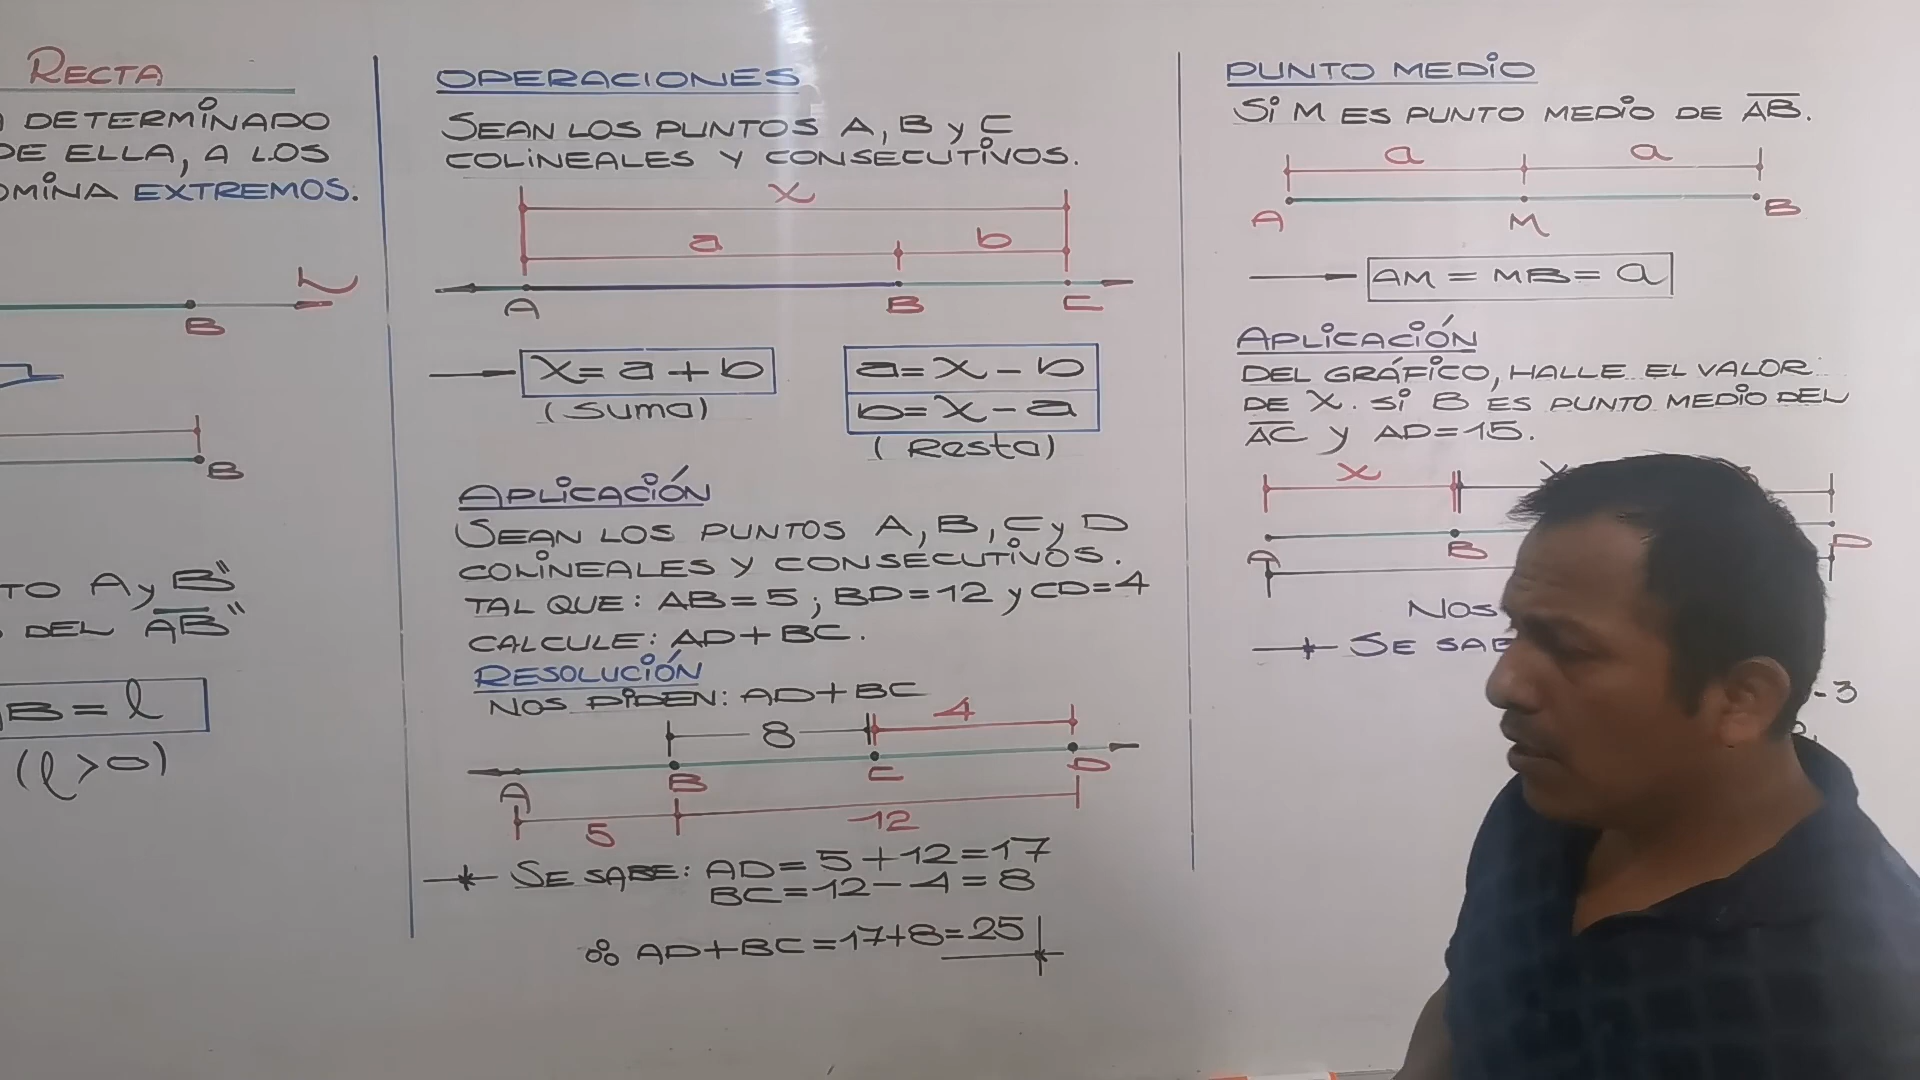 RECTA
DETERMINADO
DE ELLA, A LOS
EXTREMOS.
L
B
B
TO A y B"
DEL AB"
B = l
(l > 0)
OPERACIONES
SEAN LOS PUNTOS A, B y C
COLINEALES Y CONSECUTIVOS.
x
a b
A B C
x = a + b
(Suma)
a = x - b
b = x - a
(Resta)
APLICACIÓN
SEAN LOS PUNTOS A, B, C y D
COLINEALES Y CONSECUTIVOS.
TAL QUE: AB = 5; BD = 12 y CD = 4
CALCULE: AD + BC.
RESOLUCIÓN
NOS PIDEN: AD + BC
8 4
A B C D
5 12
SE SABE: AD = 5 + 12 = 17
BC = 12 - 4 = 8
∴ AD + BC = 17 + 8 = 25
PUNTO MEDIO
Si M ES PUNTO MEDIO DE AB.
a a
A M B
AM = MB = a
APLICACIÓN
DEL GRÁFICO, HALLE EL VALOR
DE X. Si B ES PUNTO MEDIO DEL
AC y AD = 15.
x
A B D
NOS
SE SAB
- 3